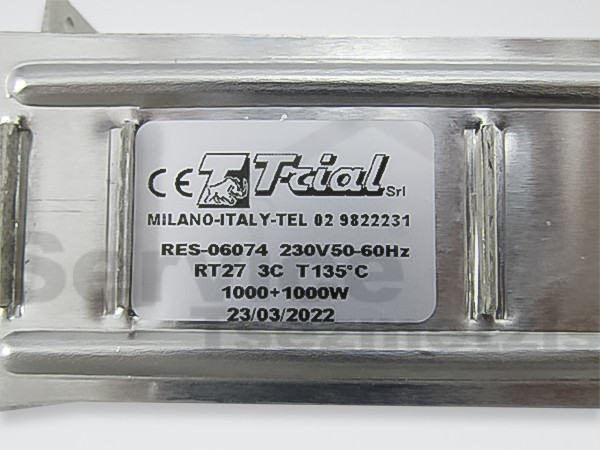 CE T-cial Srl
MILANO-ITALY-TEL 02 9822231
RES-06074 230V50-60Hz
RT27 3C T135°C
1000+1000W
23/03/2022
Service